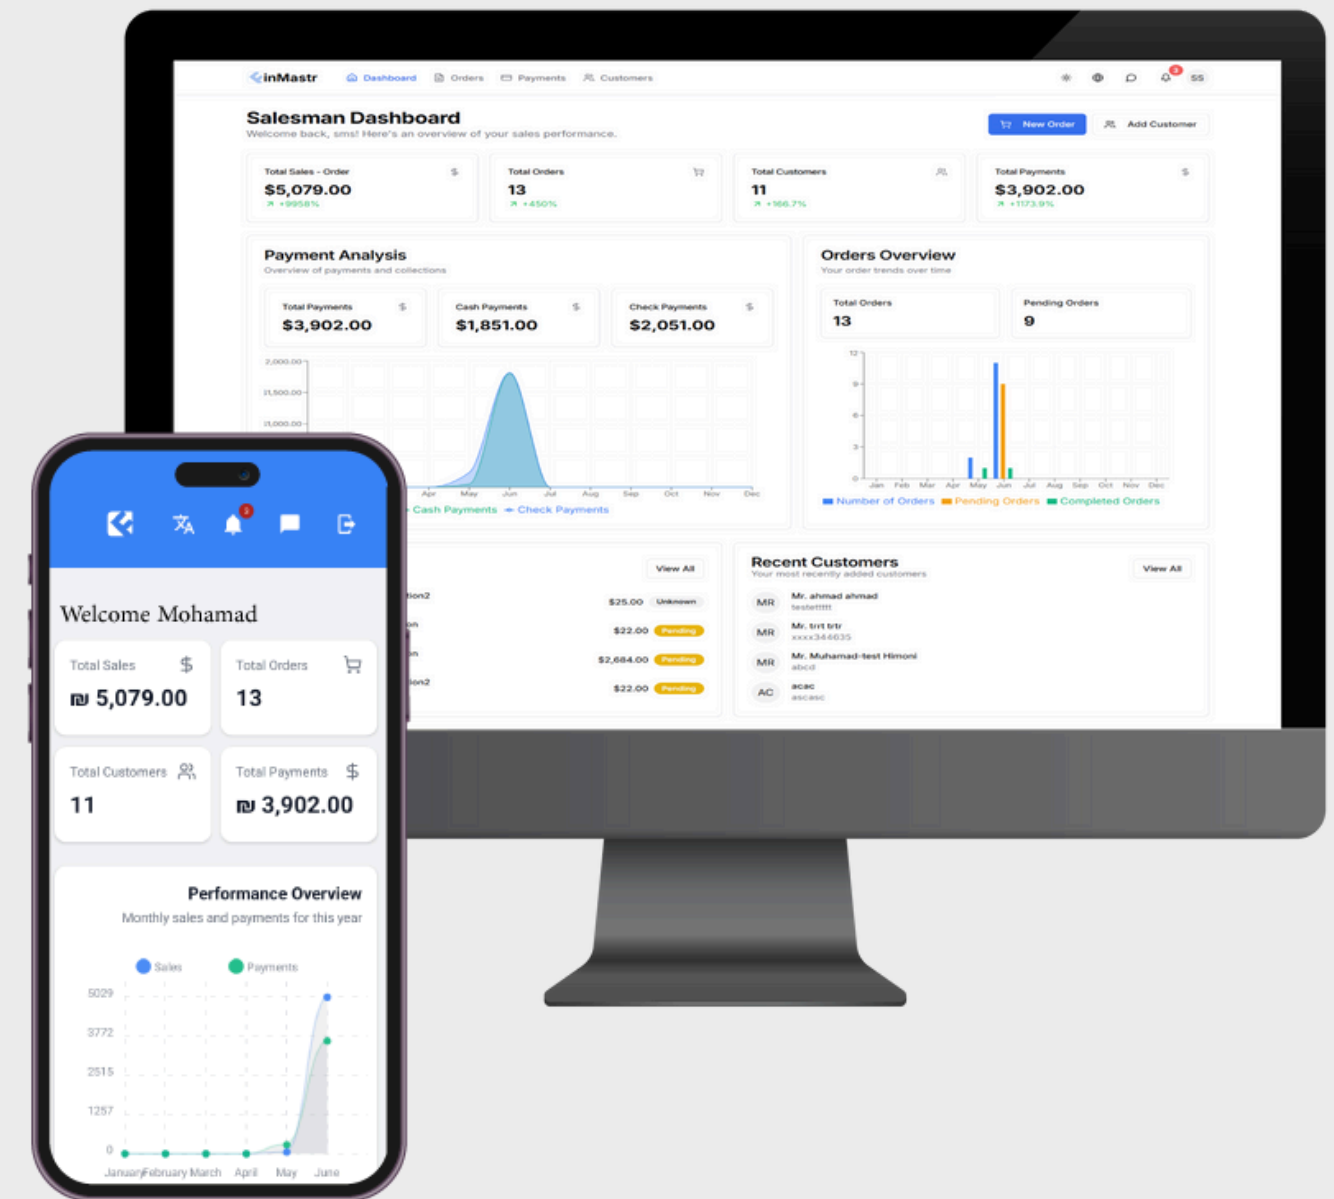 inMastr Dashboard Orders Payments Customers 2 SS
Salesman Dashboard
Welcome back, sms! Here's an overview of your sales performance.
New Order Add Customer
Total Sales - Order $
$5,079.00
+9958%
Total Orders
13
+450%
Total Customers
11
+166.7%
Total Payments $
$3,902.00
+1173.9%
Payment Analysis
Overview of payments and collections
Total Payments $
$3,902.00
Cash Payments $
$1,851.00
Check Payments $
$2,051.00
2,000.00
1,500.00
1,000.00
Apr May Jun Jul Aug Sep Oct Nov Dec
Cash Payments Check Payments
Orders Overview
Your order trends over time
Total Orders
13
Pending Orders
9
12
9
6
3
0
Jan Feb Mar Apr May Jun Jul Aug Sep Oct Nov Dec
Number of Orders Pending Orders Completed Orders
View All
tion2
$25.00 Unknown
on
$22.00 Pending
on
$2,684.00 Pending
tion2
$22.00 Pending
Recent Customers
Your most recently added customers
View All
MR Mr. ahmad ahmad
MR Mr. trrt trtr
xxxx344635
MR Mr. Muhamad-test Himoni
abcd
AC acac
ascasc
Welcome Mohamad
Total Sales $
₪ 5,079.00
Total Orders
13
Total Customers
11
Total Payments $
₪ 3,902.00
Performance Overview
Monthly sales and payments for this year
Sales Payments
5029
3772
2515
1257
0
January February March April May June